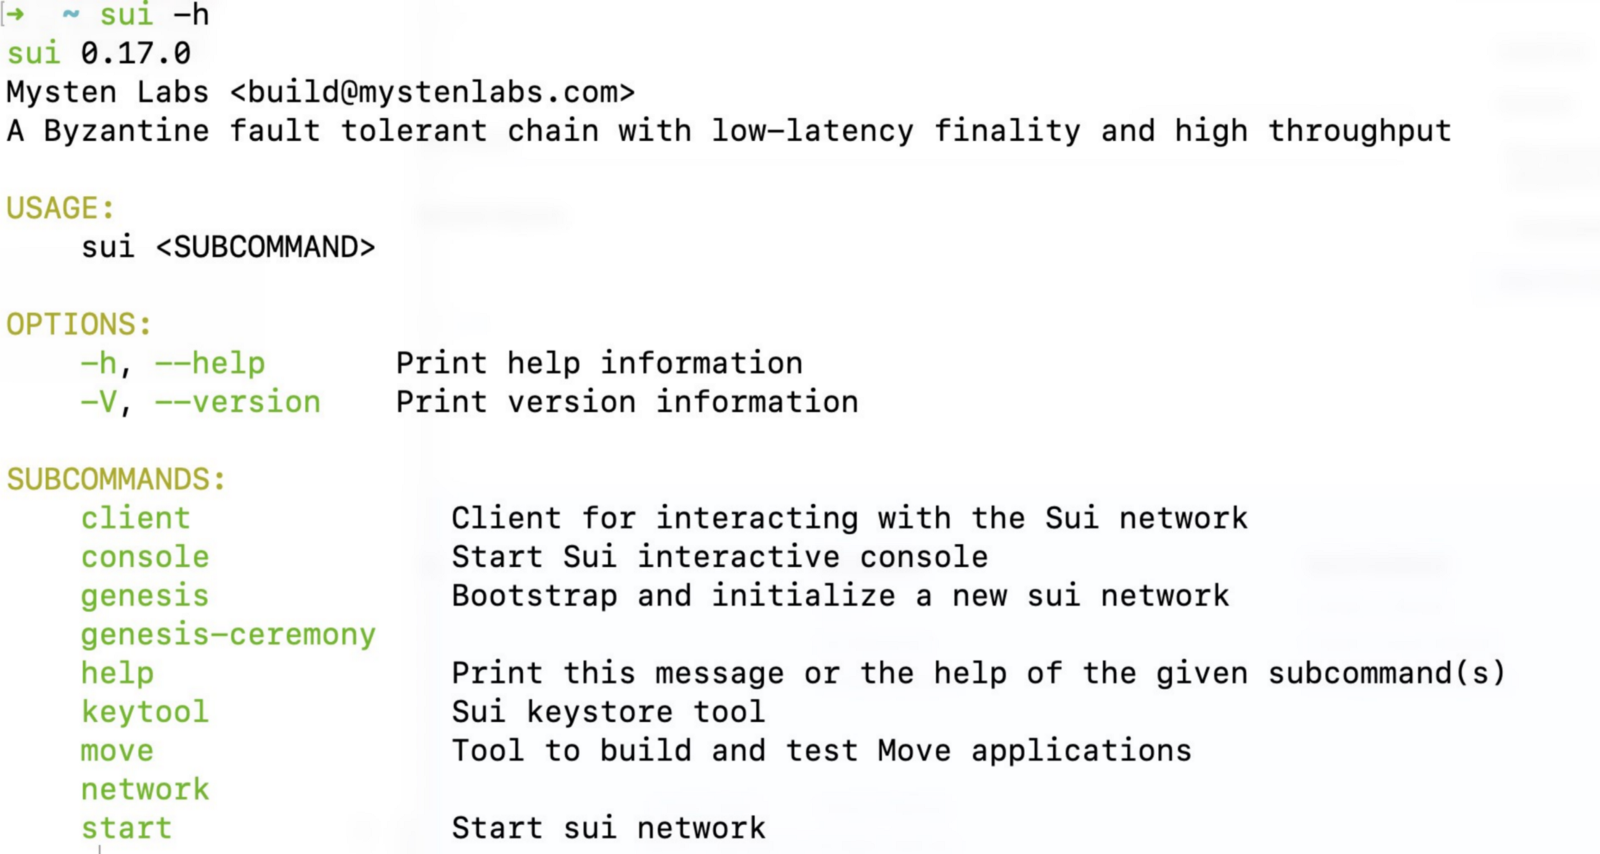 ➜  ~ sui -h
sui 0.17.0
Mysten Labs <build@mystenlabs.com>
A Byzantine fault tolerant chain with low-latency finality and high throughput

USAGE:
    sui <SUBCOMMAND>

OPTIONS:
    -h, --help       Print help information
    -V, --version    Print version information

SUBCOMMANDS:
    client              Client for interacting with the Sui network
    console             Start Sui interactive console
    genesis             Bootstrap and initialize a new sui network
    genesis-ceremony
    help                Print this message or the help of the given subcommand(s)
    keytool             Sui keystore tool
    move                Tool to build and test Move applications
    network
    start               Start sui network